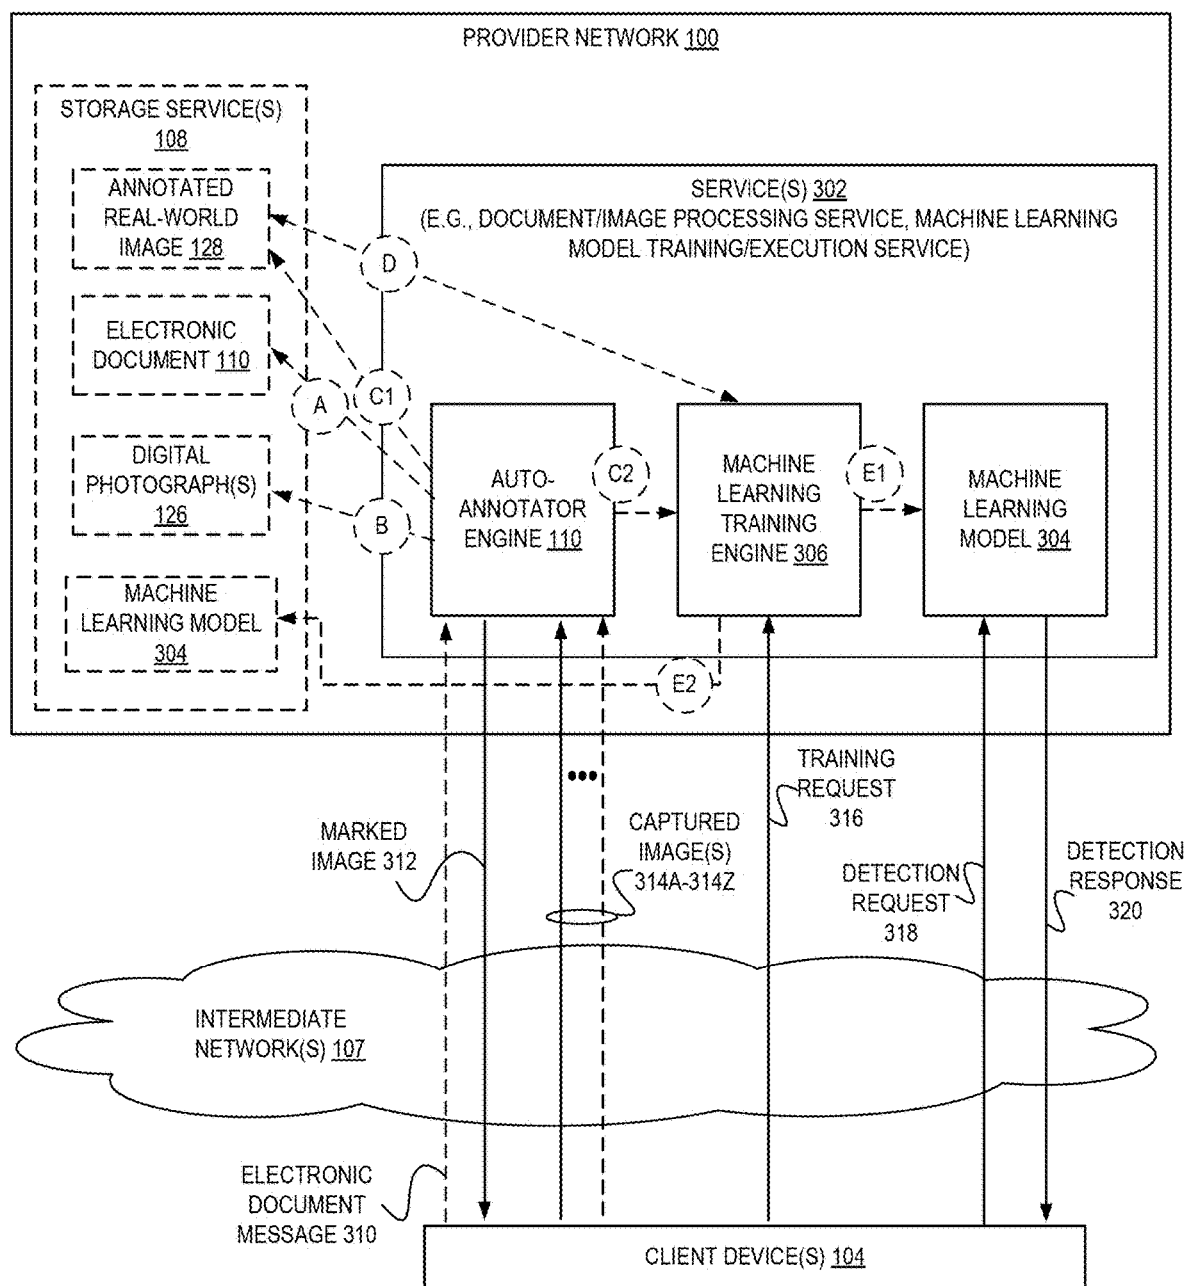 PROVIDER NETWORK 100
STORAGE SERVICE(S)
108
ANNOTATED
REAL-WORLD
IMAGE 128
ELECTRONIC
DOCUMENT 110
DIGITAL
PHOTOGRAPH(S)
126
MACHINE
LEARNING MODEL
304
SERVICE(S) 302
(E.G., DOCUMENT/IMAGE PROCESSING SERVICE, MACHINE LEARNING
MODEL TRAINING/EXECUTION SERVICE)
D
A
C1
B
C2
E1
E2
AUTO-
ANNOTATOR
ENGINE 110
MACHINE
LEARNING
TRAINING
ENGINE 306
MACHINE
LEARNING
MODEL 304
MARKED
IMAGE 312
CAPTURED
IMAGE(S)
314A-314Z
TRAINING
REQUEST
316
DETECTION
REQUEST
318
DETECTION
RESPONSE
320
INTERMEDIATE
NETWORK(S) 107
ELECTRONIC
DOCUMENT
MESSAGE 310
CLIENT DEVICE(S) 104